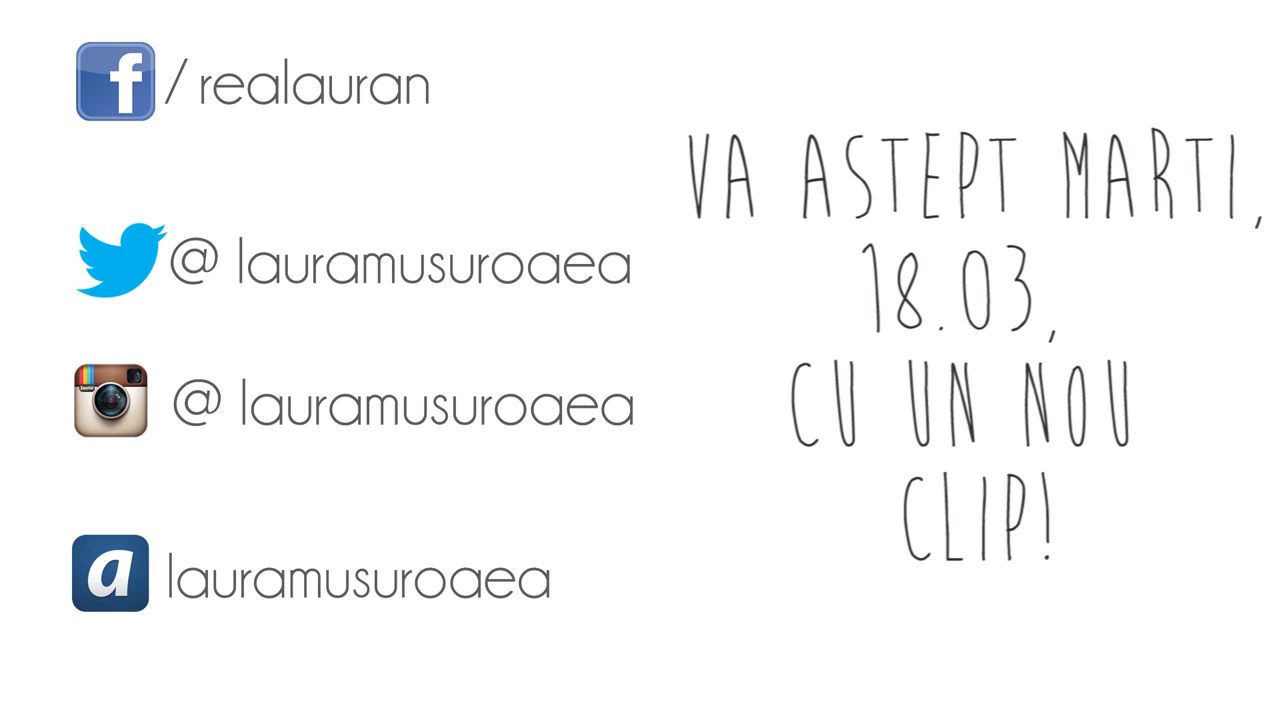 f / realauran
@ lauramusuroaea
@ lauramusuroaea
a lauramusuroaea
VA ASTEPT MARTI,
18.03,
CU UN NOU
CLIP!